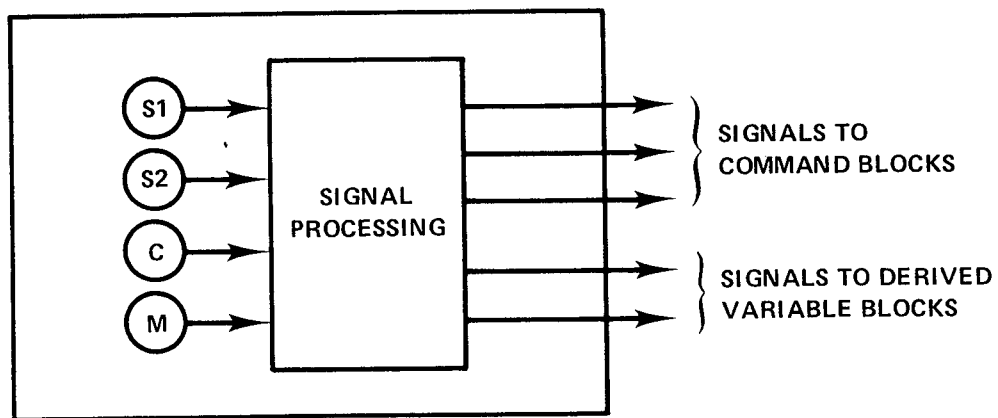 S1
S2
C
M
SIGNAL
PROCESSING
SIGNALS TO
COMMAND BLOCKS
SIGNALS TO DERIVED
VARIABLE BLOCKS